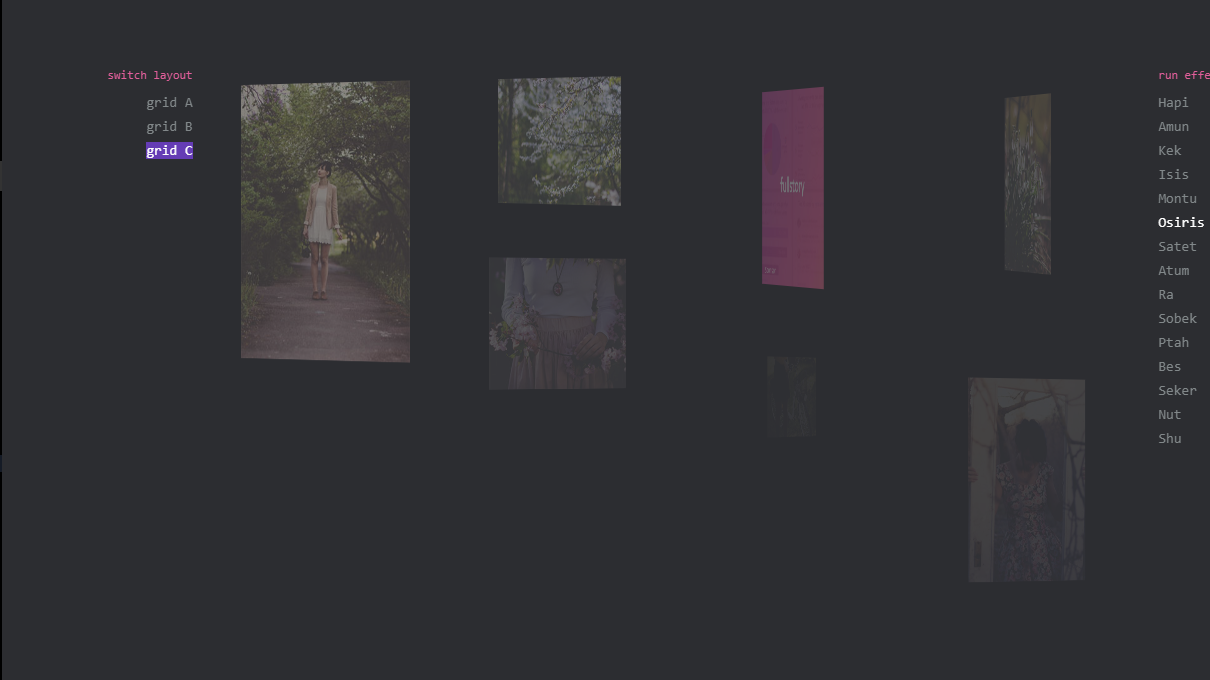 switch layout
grid A
grid B
grid C
fullstory
run effe
Hapi
Amun
Kek
Isis
Montu
Osiris
Satet
Atum
Ra
Sobek
Ptah
Bes
Seker
Nut
Shu